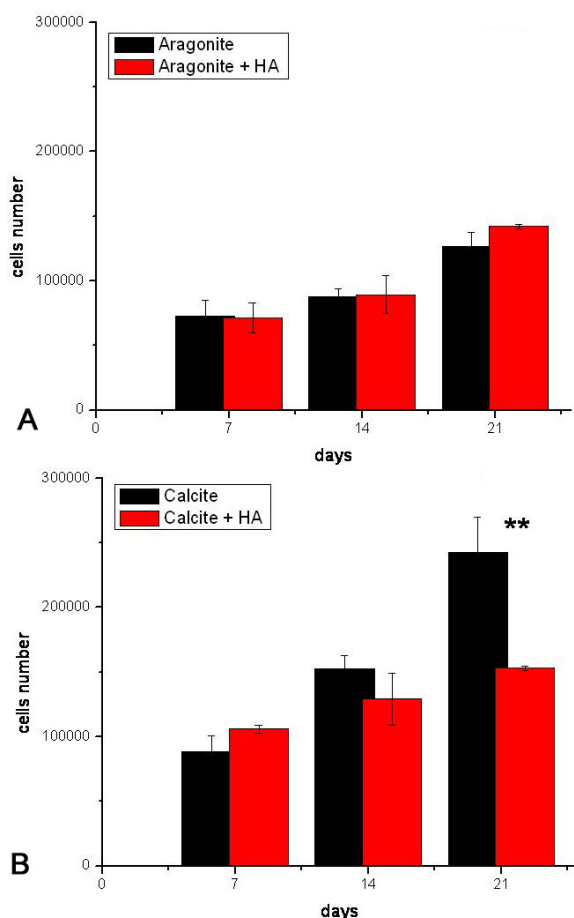 300000
Aragonite
Aragonite + HA
200000
cells number
100000
0
A
0 7 14 21
days
300000
Calcite
Calcite + HA
**
200000
cells number
100000
0
B
0 7 14 21
days